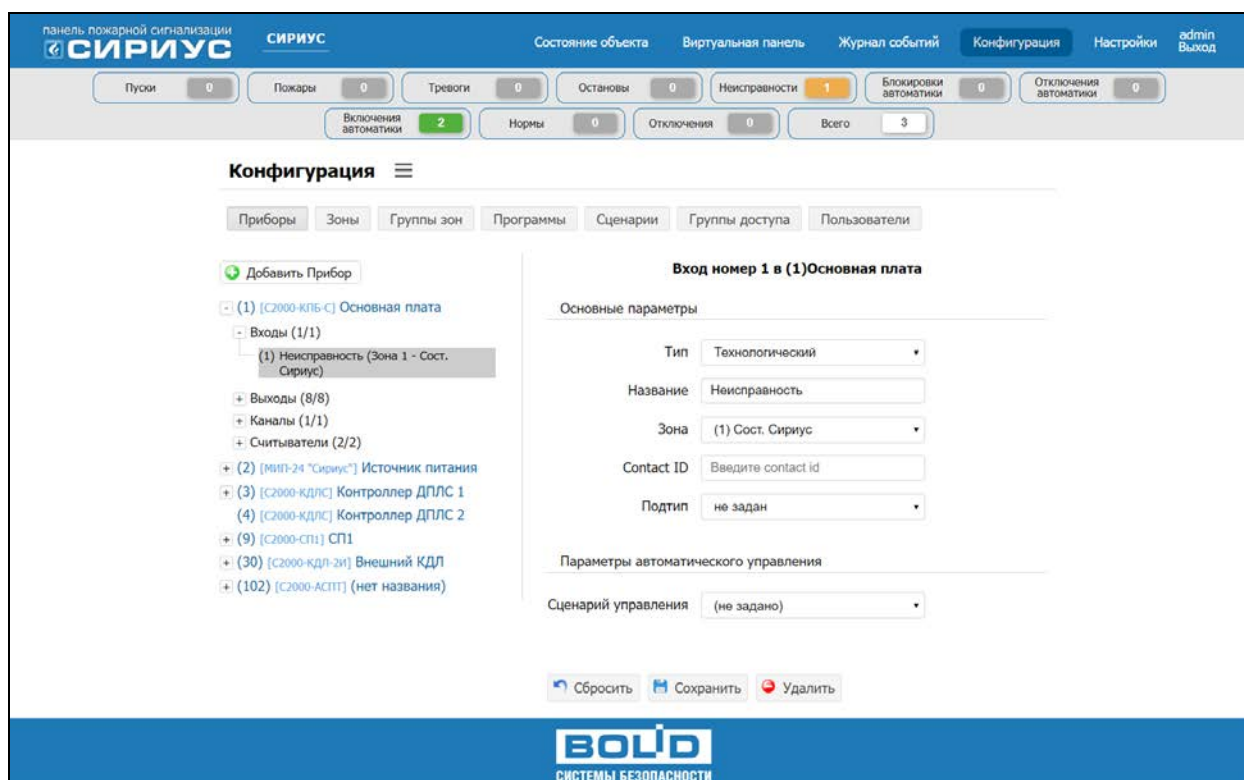 панель пожарной сигнализации
СИРИУС
СИРИУС
Состояние объекта Виртуальная панель Журнал событий Конфигурация Настройки admin
Выход
Пуски 0 Пожары 0 Тревоги 0 Остановы 0 Неисправности 1 Блокировки автоматики 0 Отключения автоматики 0
Включения автоматики 2 Нормы 0 Отключения 0 Всего 3
Конфигурация
Приборы Зоны Группы зон Программы Сценарии Группы доступа Пользователи
Добавить Прибор
- (1) [С2000-КПБ-С] Основная плата
- Входы (1/1)
(1) Неисправность (Зона 1 - Сост.
Сириус)
+ Выходы (8/8)
+ Каналы (1/1)
+ Считыватели (2/2)
+ (2) [МИП-24 "Сириус"] Источник питания
+ (3) [С2000-КДЛС] Контроллер ДПЛС 1
(4) [С2000-КДЛС] Контроллер ДПЛС 2
+ (9) [С2000-СП1] СП1
+ (30) [С2000-КДЛ-2И] Внешний КДЛ
+ (102) [С2000-АСПТ] (нет названия)
Вход номер 1 в (1)Основная плата
Основные параметры
Тип Технологический
Название Неисправность
Зона (1) Сост. Сириус
Contact ID Введите contact id
Подтип не задан
Параметры автоматического управления
Сценарий управления (не задано)
Сбросить Сохранить Удалить
BOLID
СИСТЕМЫ БЕЗОПАСНОСТИ